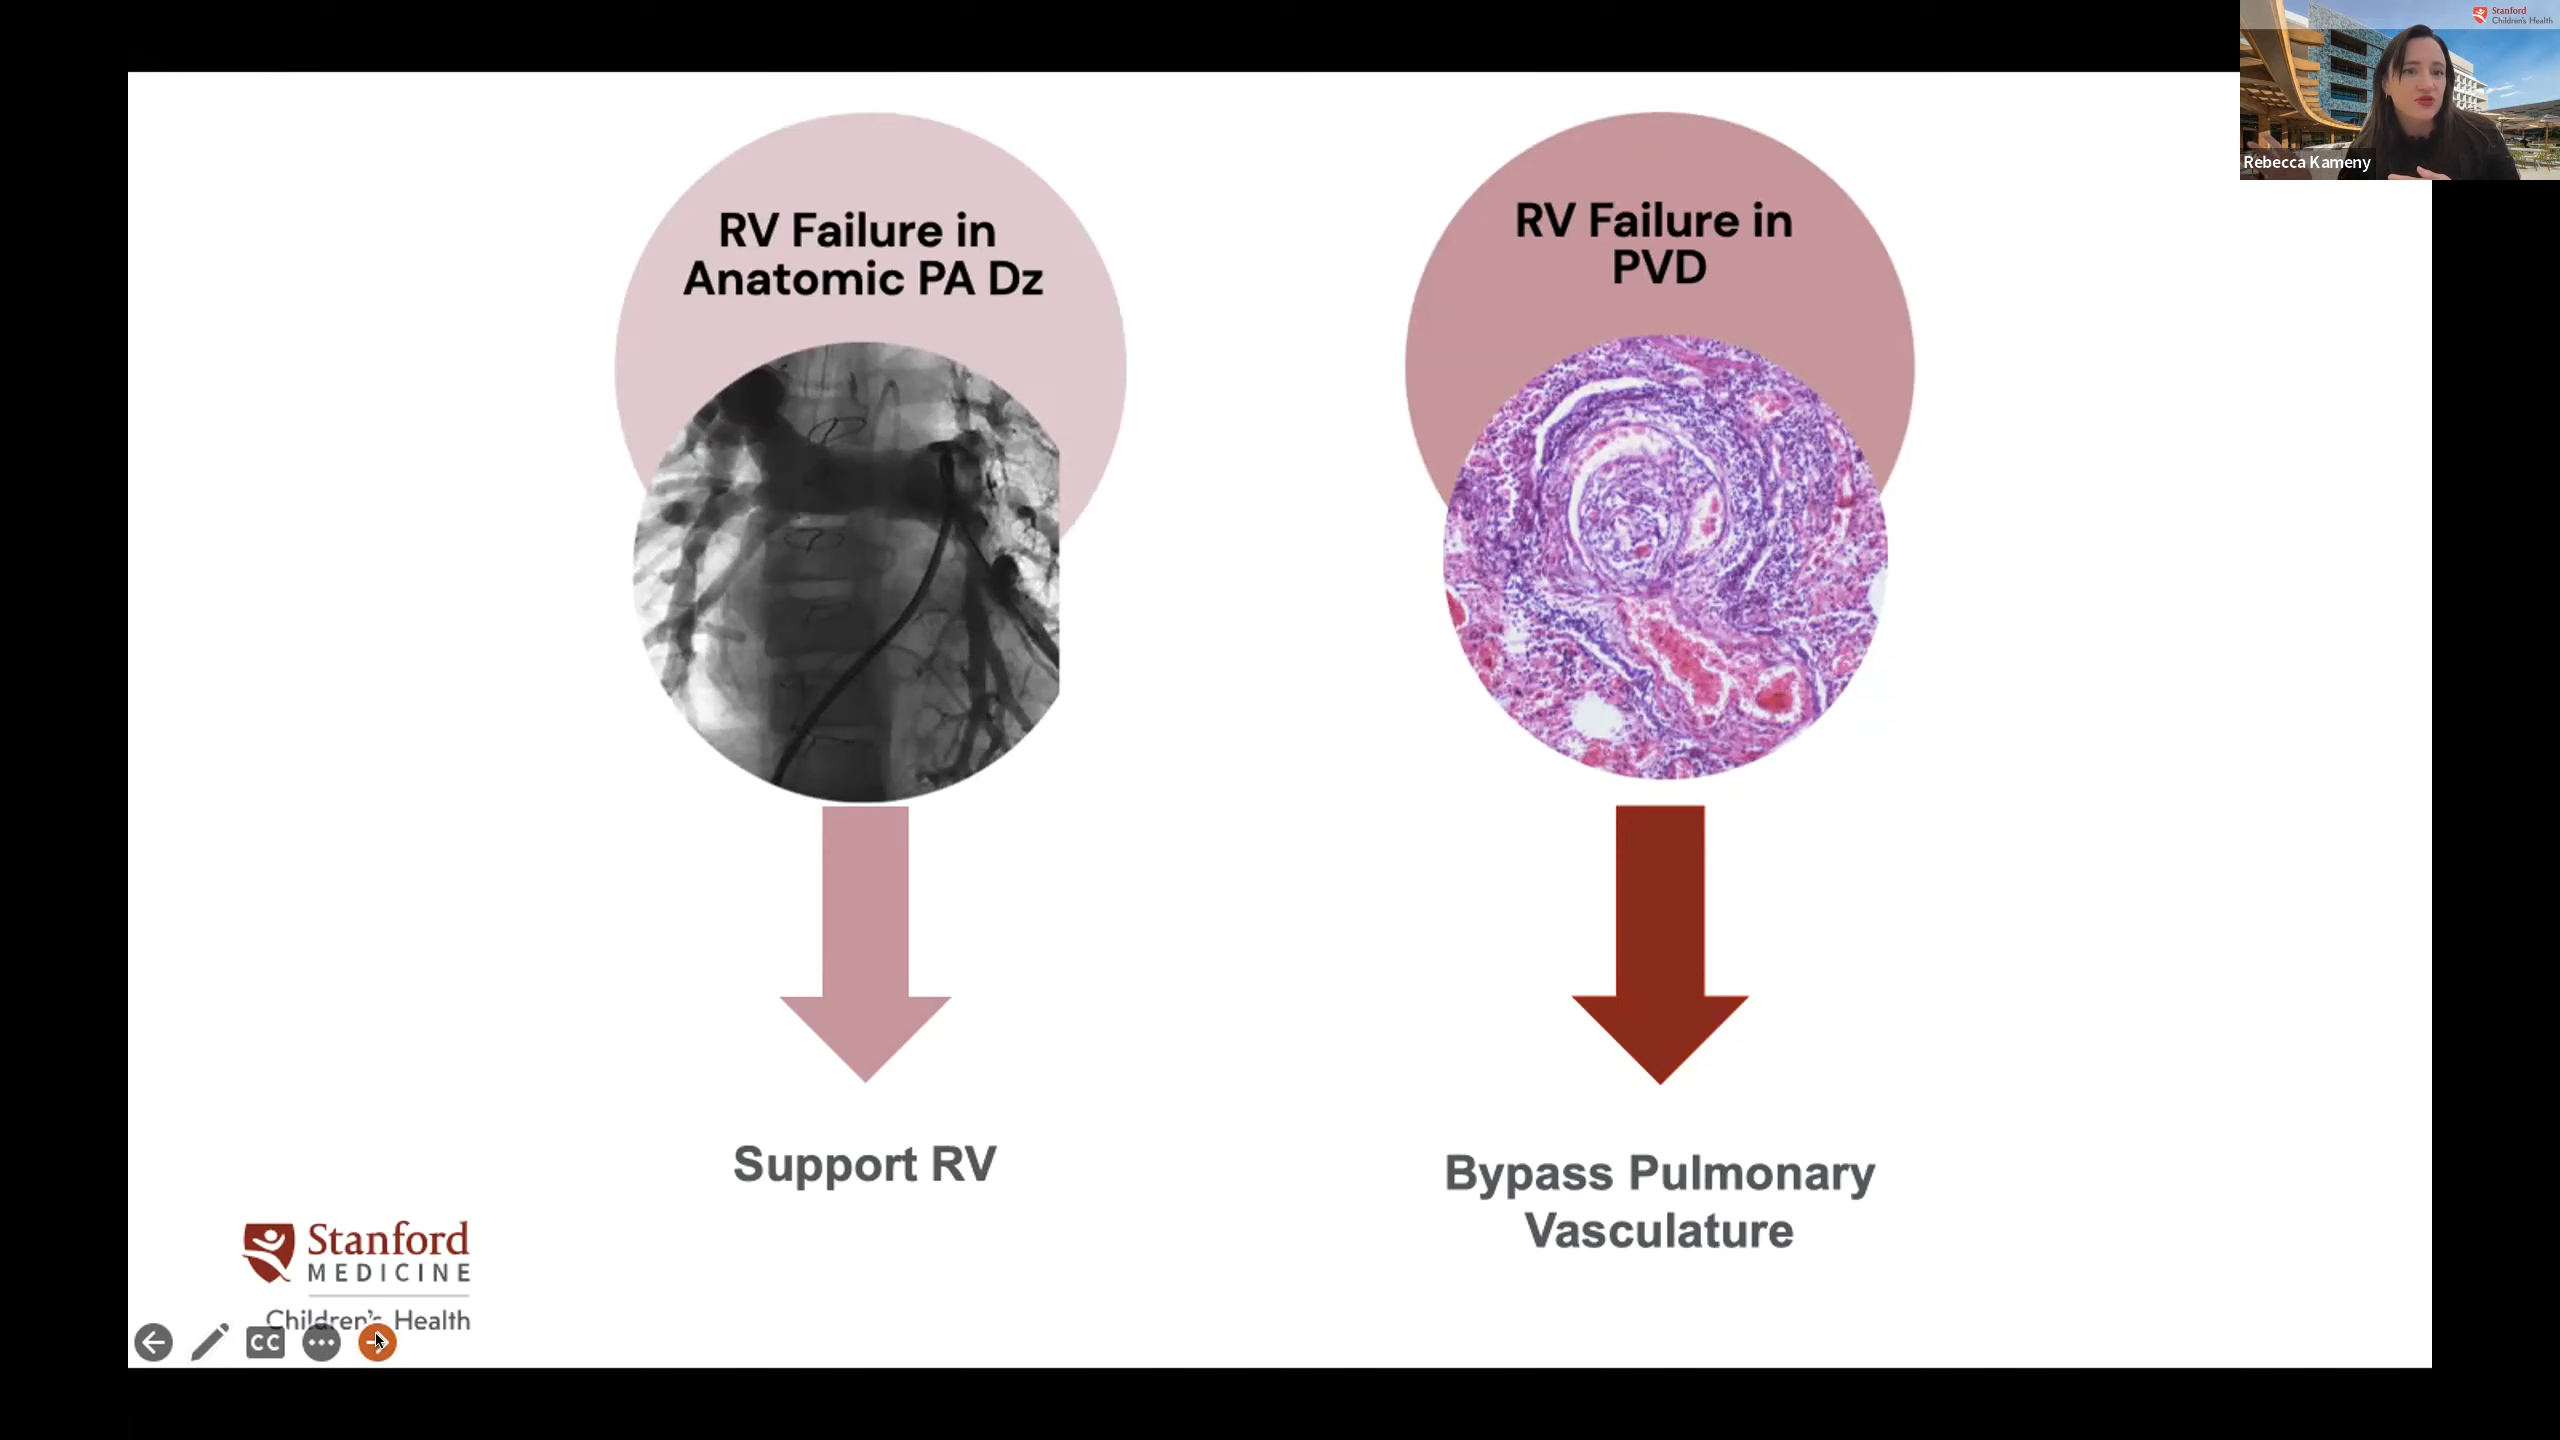 Stanford
Children's Health
Rebecca Kameny
RV Failure in
Anatomic PA Dz
RV Failure in
PVD
Support RV
Bypass Pulmonary
Vasculature
Stanford
MEDICINE
Children's Health
CC